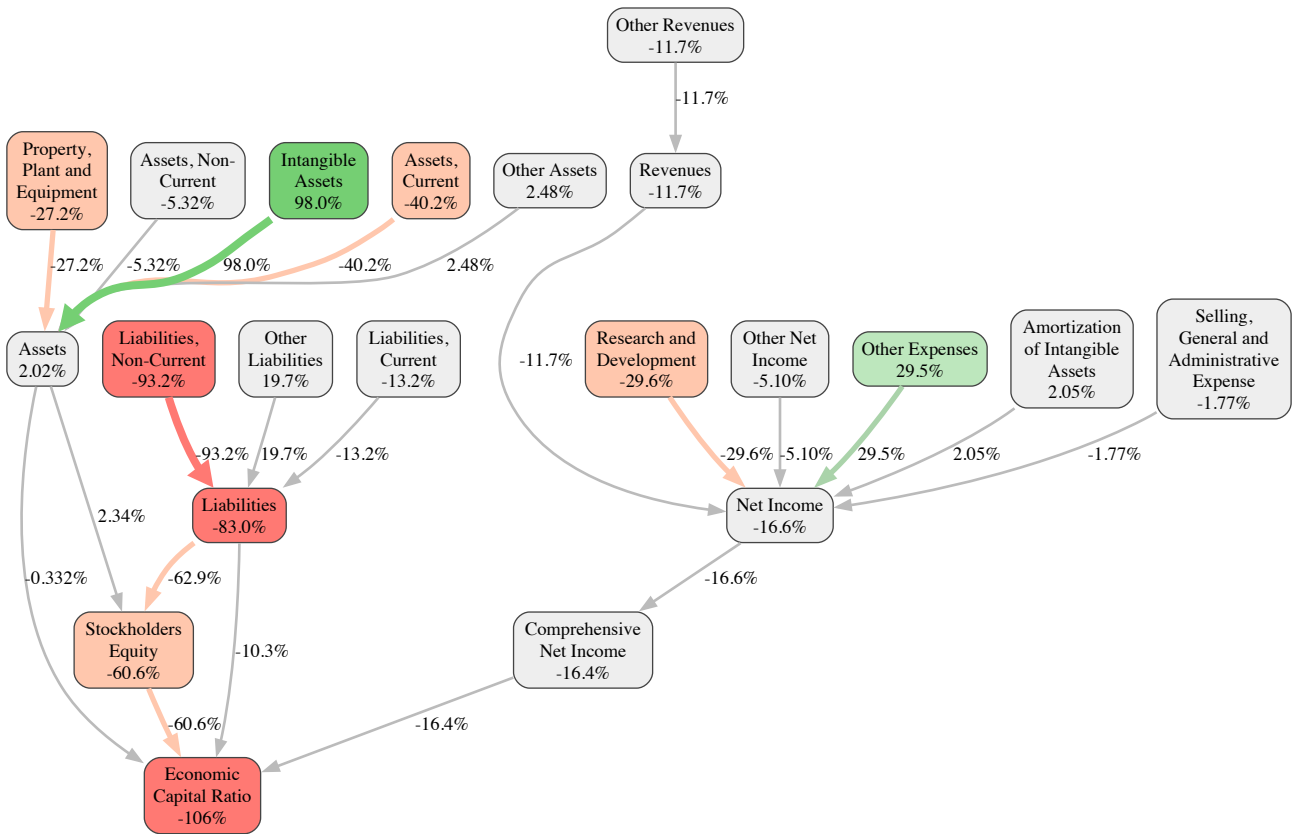 Other Revenues
-11.7%
-11.7%
Property,
Plant and
Equipment
-27.2%
Assets, Non-
Current
-5.32%
Intangible
Assets
98.0%
Assets,
Current
-40.2%
Other Assets
2.48%
Revenues
-11.7%
-27.2%
-5.32%
98.0%
-40.2%
2.48%
Assets
2.02%
Liabilities,
Non-Current
-93.2%
Other
Liabilities
19.7%
Liabilities,
Current
-13.2%
-11.7%
Research and
Development
-29.6%
Other Net
Income
-5.10%
Other Expenses
29.5%
Amortization
of Intangible
Assets
2.05%
Selling,
General and
Administrative
Expense
-1.77%
-93.2%
19.7%
-13.2%
-29.6%
-5.10%
29.5%
2.05%
-1.77%
2.34%
Liabilities
-83.0%
Net Income
-16.6%
-0.332%
-62.9%
-16.6%
Stockholders
Equity
-60.6%
-10.3%
Comprehensive
Net Income
-16.4%
-60.6%
-16.4%
Economic
Capital Ratio
-106%